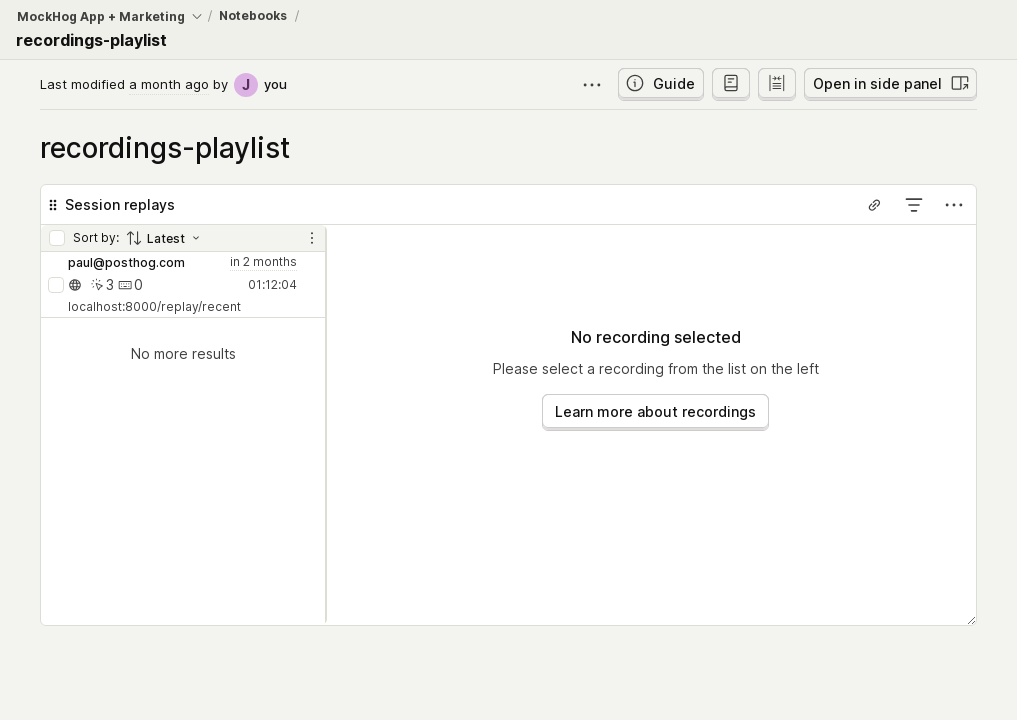 MockHog App + Marketing / Notebooks /
recordings-playlist
Last modified a month ago by J you
Guide
Open in side panel
recordings-playlist
Session replays
Sort by: Latest
paul@posthog.com in 2 months
3 0 01:12:04
localhost:8000/replay/recent
No more results
No recording selected
Please select a recording from the list on the left
Learn more about recordings